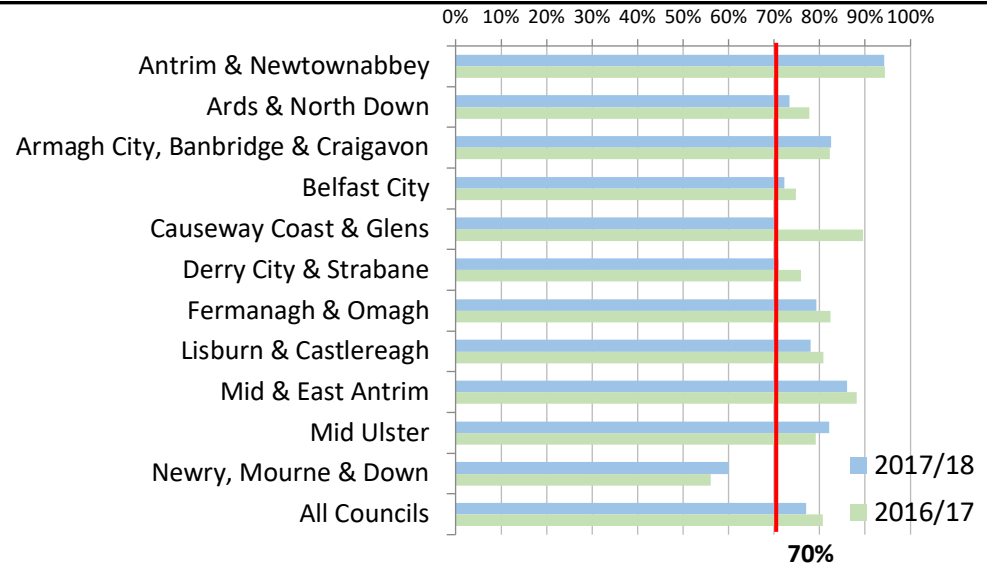 0% 10% 20% 30% 40% 50% 60% 70% 80% 90% 100%
Antrim & Newtownabbey
Ards & North Down
Armagh City, Banbridge & Craigavon
Belfast City
Causeway Coast & Glens
Derry City & Strabane
Fermanagh & Omagh
Lisburn & Castlereagh
Mid & East Antrim
Mid Ulster
Newry, Mourne & Down
All Councils
2017/18
2016/17
70%